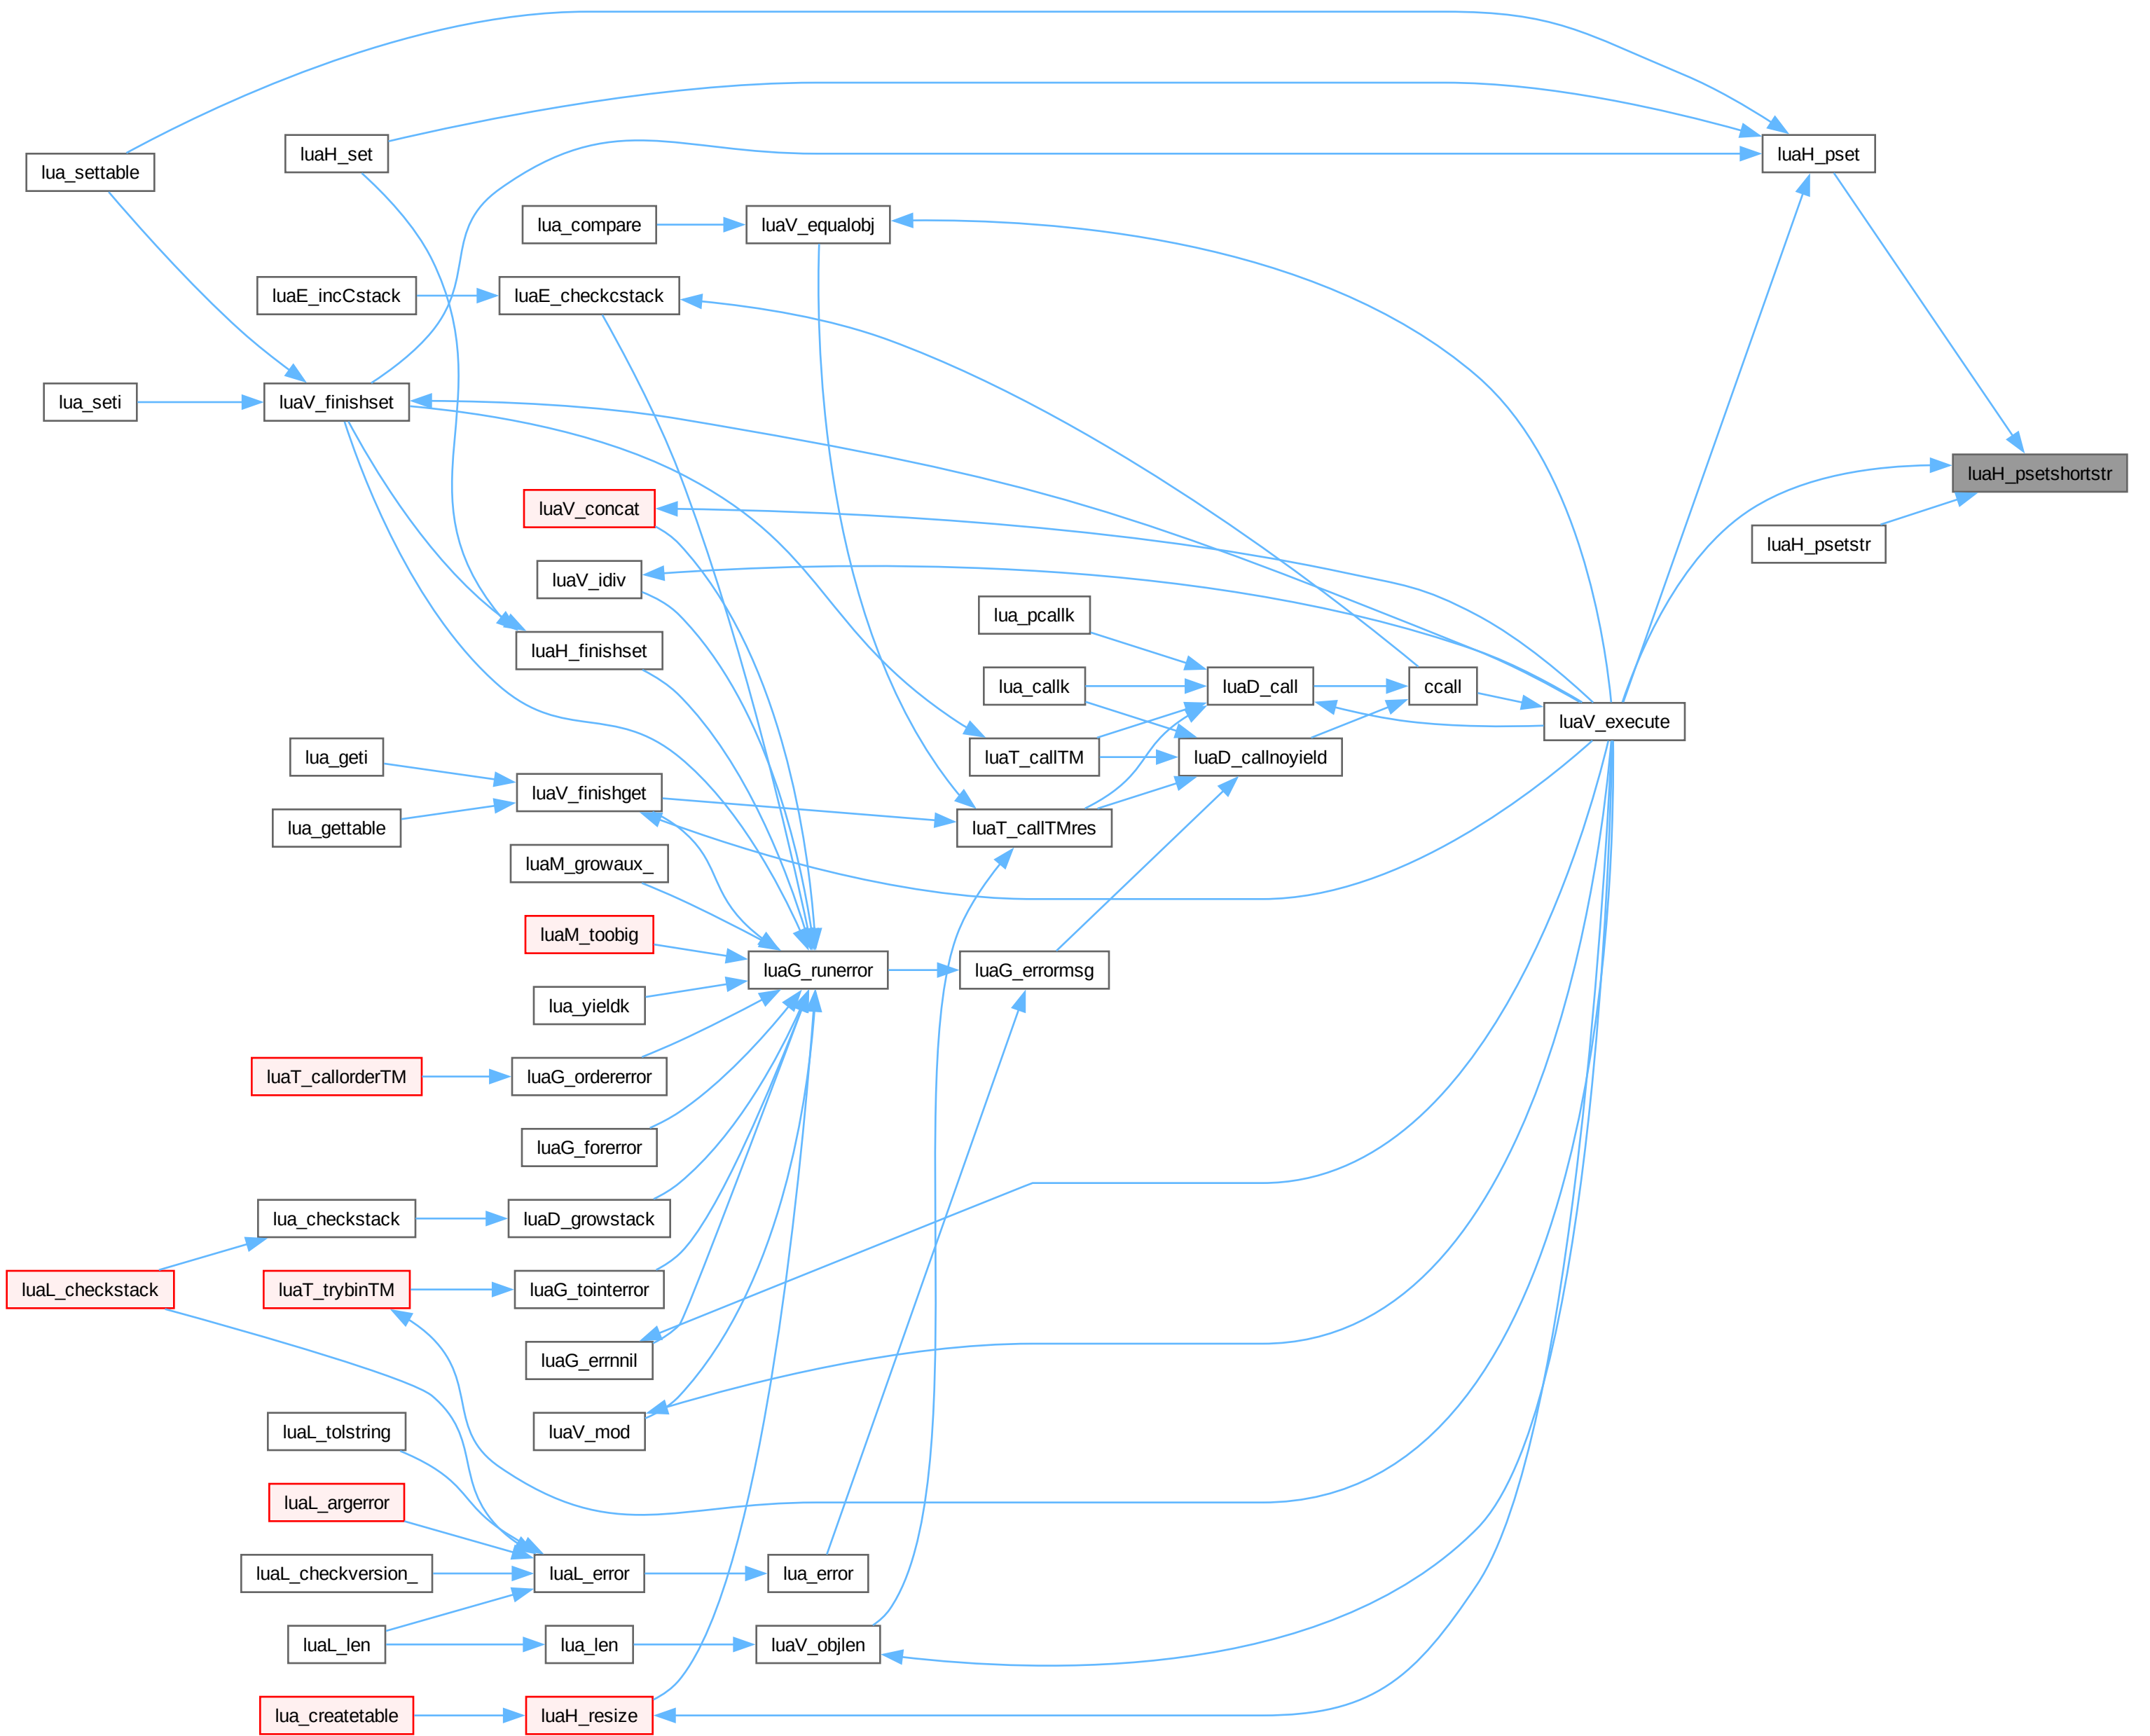 luaH_set
luaH_pset
lua_settable
lua_compare
luaV_equalobj
luaE_incCstack
luaE_checkcstack
lua_seti
luaV_finishset
luaH_psetshortstr
luaV_concat
luaH_psetstr
luaV_idiv
lua_pcallk
luaH_finishset
lua_callk
luaD_call
ccall
luaV_execute
lua_geti
luaT_callTM
luaD_callnoyield
luaV_finishget
lua_gettable
luaT_callTMres
luaM_growaux_
luaM_toobig
luaG_runerror
luaG_errormsg
lua_yieldk
luaT_callorderTM
luaG_ordererror
luaG_forerror
lua_checkstack
luaD_growstack
luaL_checkstack
luaT_trybinTM
luaG_tointerror
luaG_errnnil
luaL_tolstring
luaV_mod
luaL_argerror
luaL_checkversion_
luaL_error
lua_error
luaL_len
lua_len
luaV_objlen
lua_createtable
luaH_resize